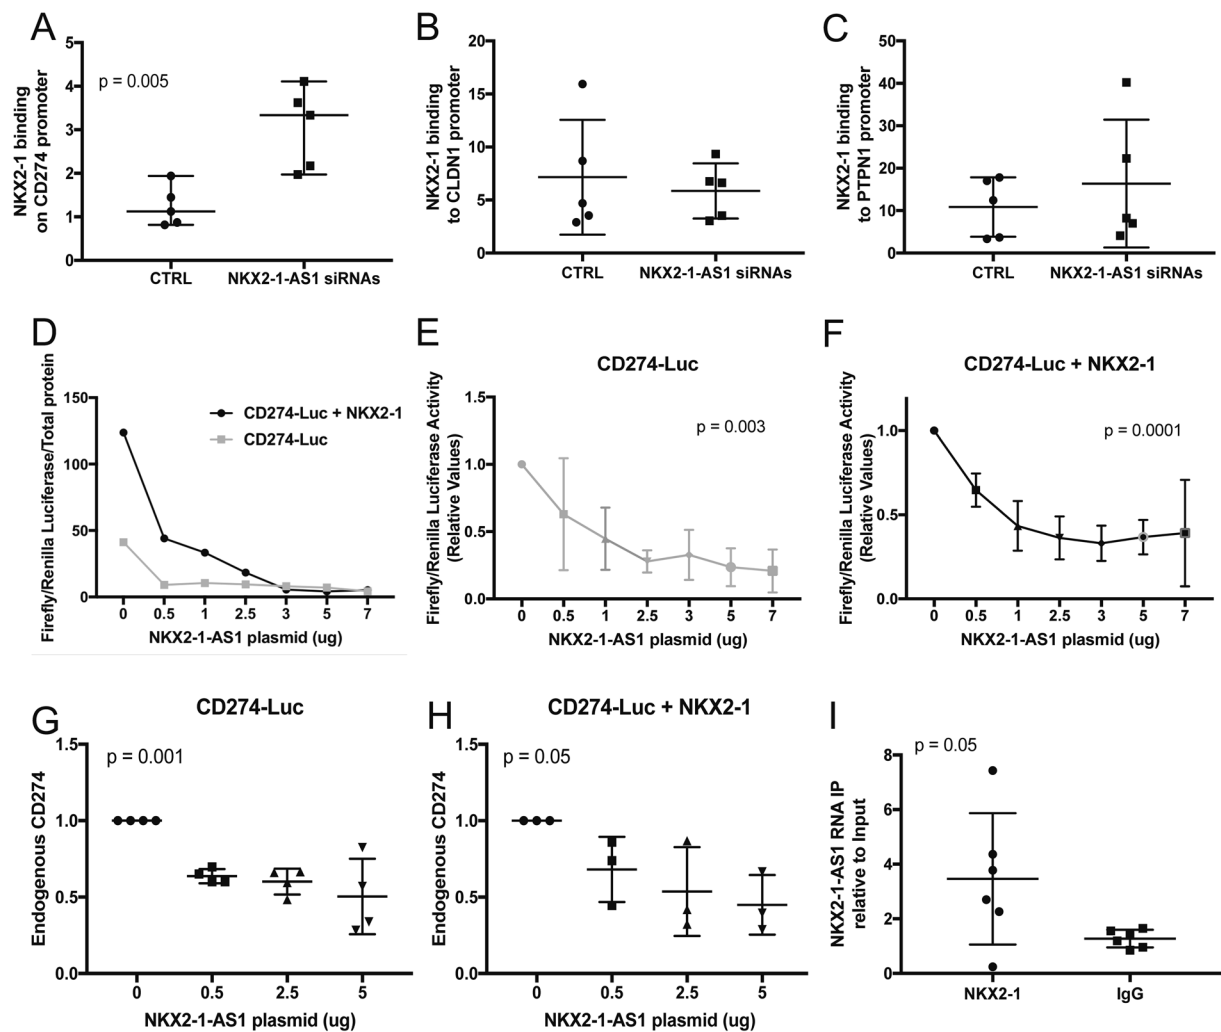 A
NKX2-1 binding
on CD274 promoter
5
4
3
2
1
0
p = 0.005
CTRL
NKX2-1-AS1 siRNAs
B
NKX2-1 binding
to CLDN1 promoter
20
15
10
5
0
CTRL
NKX2-1-AS1 siRNAs
C
NKX2-1 binding
to PTPN1 promoter
50
40
30
20
10
0
CTRL
NKX2-1-AS1 siRNAs
D
Firefly/Renilla Luciferase/Total protein
150
100
50
0
CD274-Luc + NKX2-1
CD274-Luc
0 0.5 1 2.5 3 5 7
NKX2-1-AS1 plasmid (ug)
E
CD274-Luc
Firefly/Renilla Luciferase Activity
(Relative Values)
1.5
1.0
0.5
0.0
p = 0.003
0 0.5 1 2.5 3 5 7
NKX2-1-AS1 plasmid (ug)
F
CD274-Luc + NKX2-1
Firefly/Renilla Luciferase Activity
(Relative Values)
1.0
0.5
0.0
p = 0.0001
0 0.5 1 2.5 3 5 7
NKX2-1-AS1 plasmid (ug)
G
CD274-Luc
Endogenous CD274
1.5
1.0
0.5
0.0
p = 0.001
0 0.5 2.5 5
NKX2-1-AS1 plasmid (ug)
H
CD274-Luc + NKX2-1
Endogenous CD274
1.5
1.0
0.5
0.0
p = 0.05
0 0.5 2.5 5
NKX2-1-AS1 plasmid (ug)
I
NKX2-1-AS1 RNA IP
relative to Input
8
6
4
2
0
p = 0.05
NKX2-1
IgG